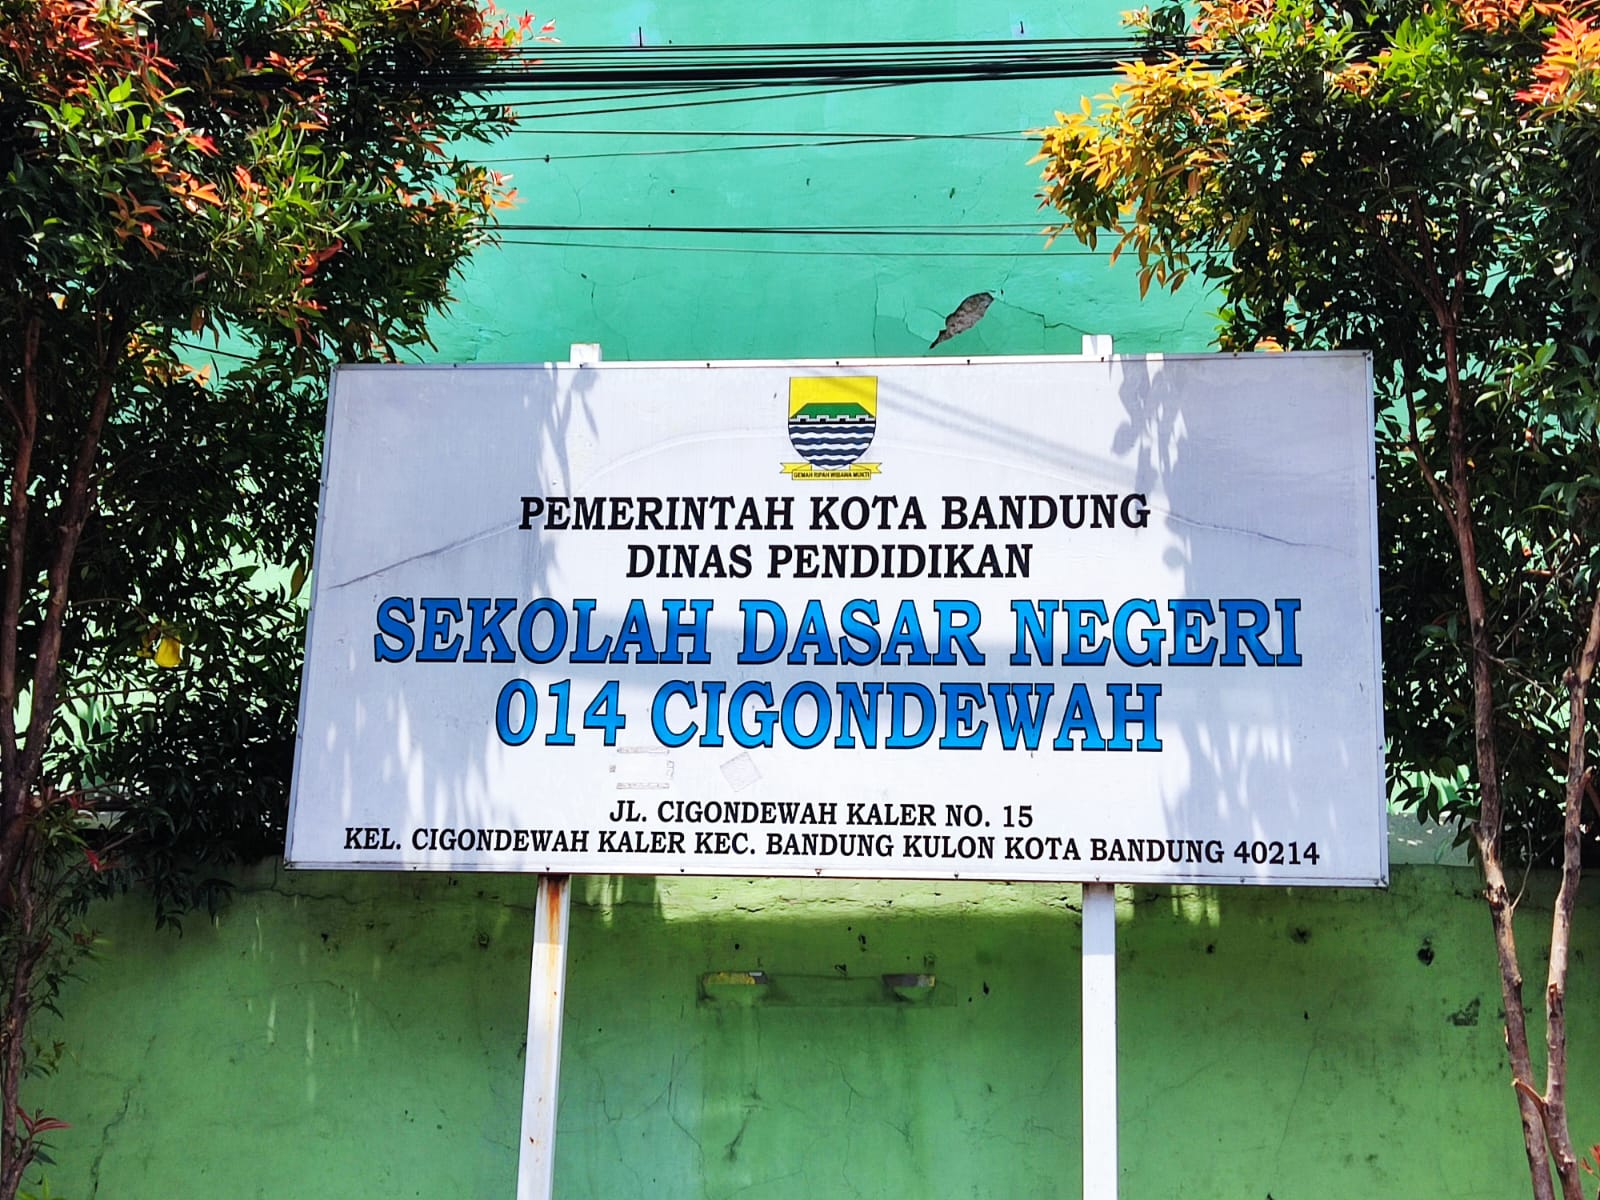 GEMAH RIPAH WIBAWA MUKTI
PEMERINTAH KOTA BANDUNG
DINAS PENDIDIKAN
SEKOLAH DASAR NEGERI
014 CIGONDEWAH
JL. CIGONDEWAH KALER NO. 15
KEL. CIGONDEWAH KALER KEC. BANDUNG KULON KOTA BANDUNG 40214